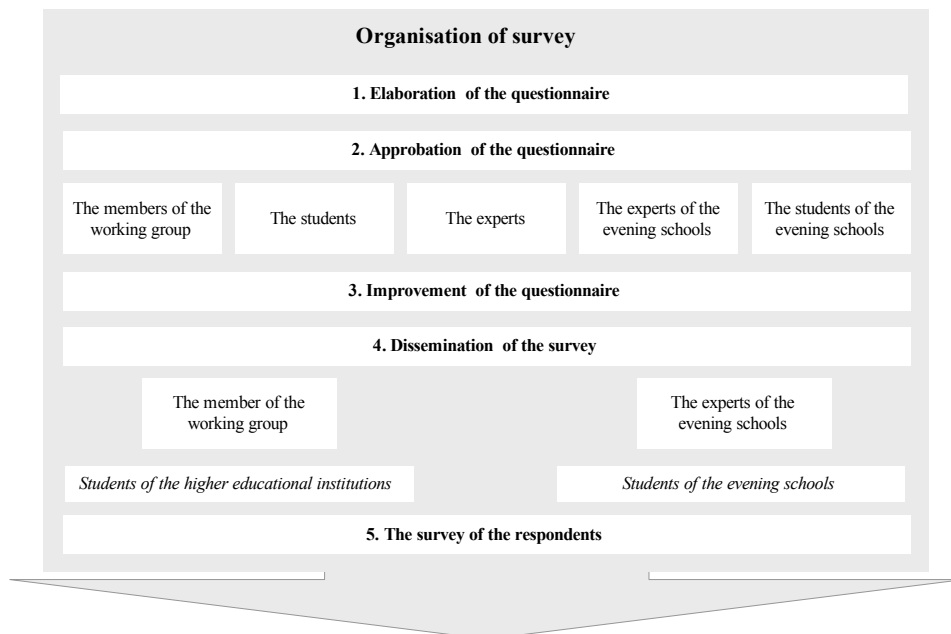 Organisation of survey
1. Elaboration of the questionnaire
2. Approbation of the questionnaire
The members of the
working group
The students
The experts
The experts of the
evening schools
The students of the
evening schools
3. Improvement of the questionnaire
4. Dissemination of the survey
The member of the
working group
The experts of the
evening schools
Students of the higher educational institutions
Students of the evening schools
5. The survey of the respondents